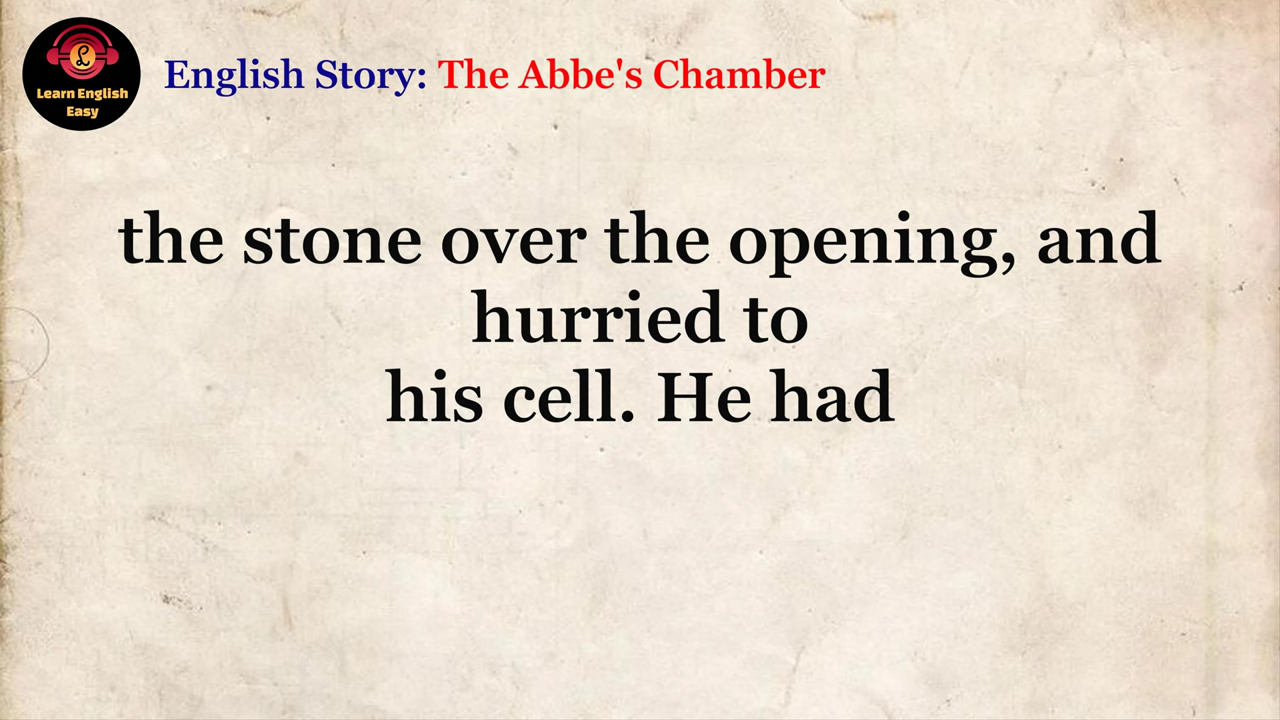 Learn English
Easy
English Story: The Abbe's Chamber
the stone over the opening, and
hurried to
his cell. He had